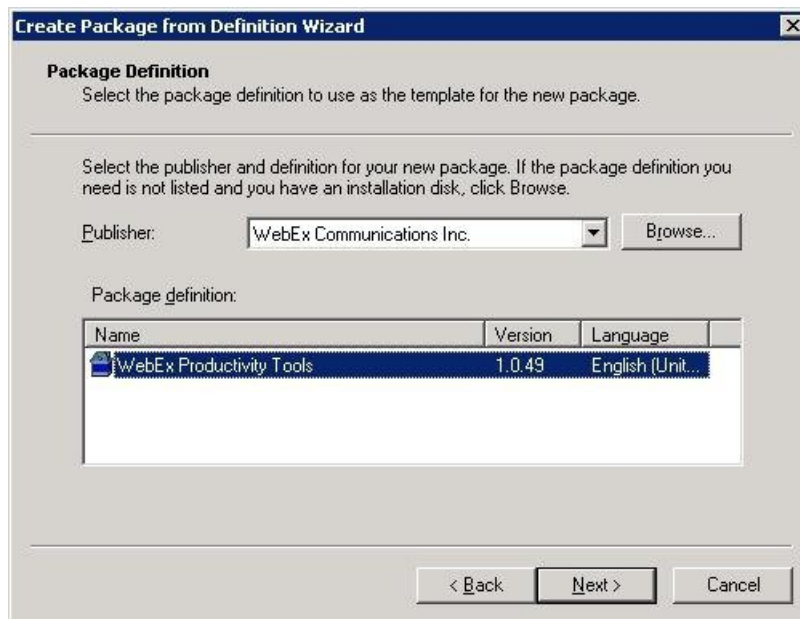 Create Package from Definition Wizard
Package Definition
Select the package definition to use as the template for the new package.
Select the publisher and definition for your new package. If the package definition you
need is not listed and you have an installation disk, click Browse.
Publisher: WebEx Communications Inc. Browse...
Package definition:
Name Version Language
WebEx Productivity Tools 1.0.49 English (Unit...
< Back Next > Cancel